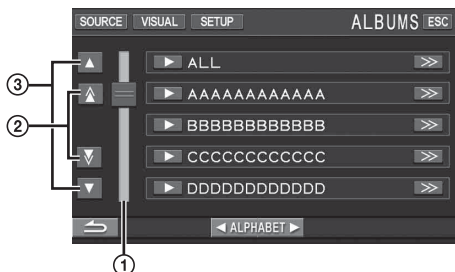 SOURCE VISUAL SETUP ALBUMS ESC
ALL
AAAAAAAAAAAA
BBBBBBBBBBBB
CCCCCCCCCCCC
DDDDDDDDDDDD
ALPHABET
③
②
①